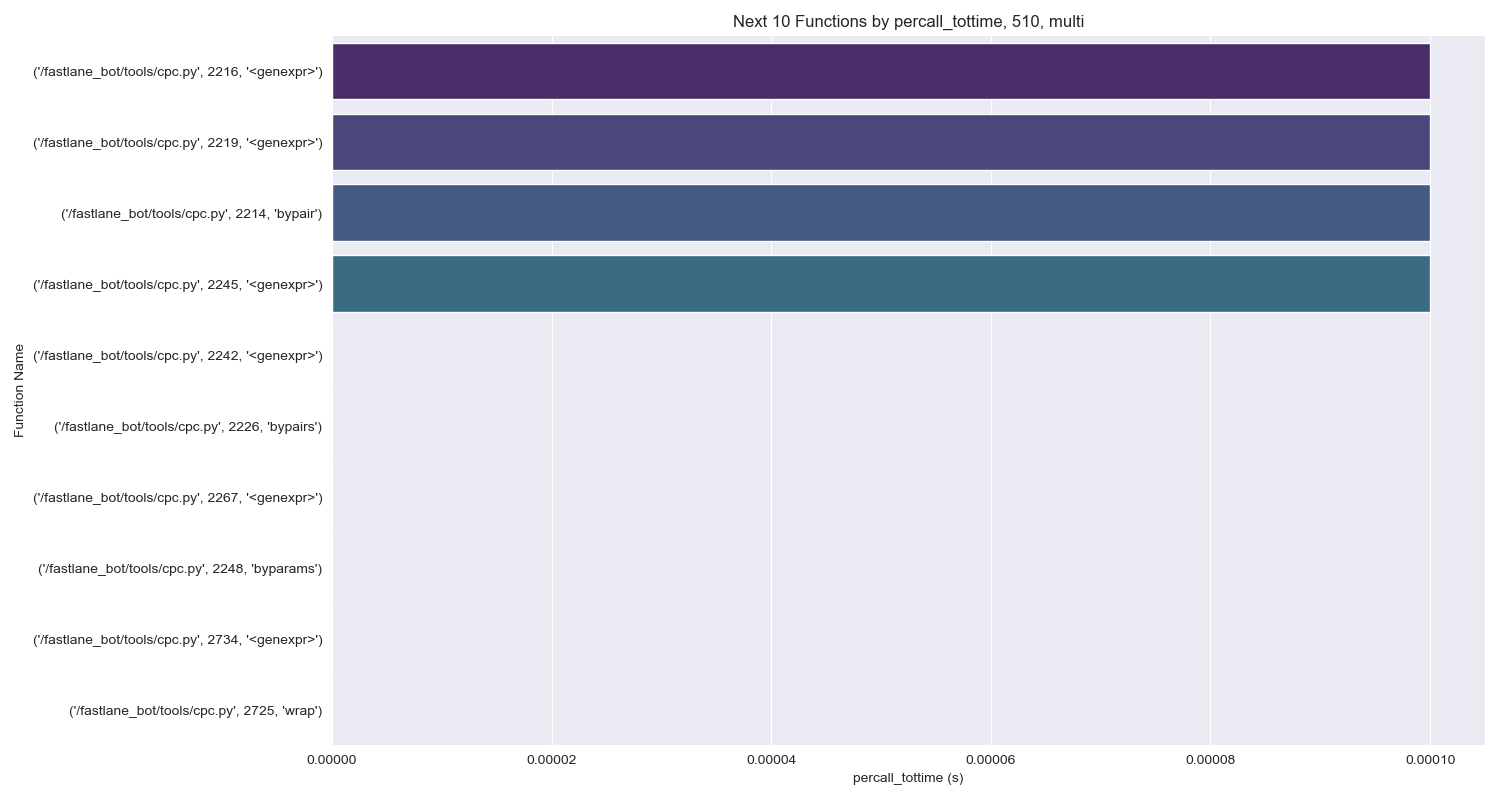 Next 10 Functions by percall_tottime, 510, multi
Function Name
('/fastlane_bot/tools/cpc.py', 2216, '<genexpr>')
('/fastlane_bot/tools/cpc.py', 2219, '<genexpr>')
('/fastlane_bot/tools/cpc.py', 2214, 'bypair')
('/fastlane_bot/tools/cpc.py', 2245, '<genexpr>')
('/fastlane_bot/tools/cpc.py', 2242, '<genexpr>')
('/fastlane_bot/tools/cpc.py', 2226, 'bypairs')
('/fastlane_bot/tools/cpc.py', 2267, '<genexpr>')
('/fastlane_bot/tools/cpc.py', 2248, 'byparams')
('/fastlane_bot/tools/cpc.py', 2734, '<genexpr>')
('/fastlane_bot/tools/cpc.py', 2725, 'wrap')
0.00000 0.00002 0.00004 0.00006 0.00008 0.00010
percall_tottime (s)